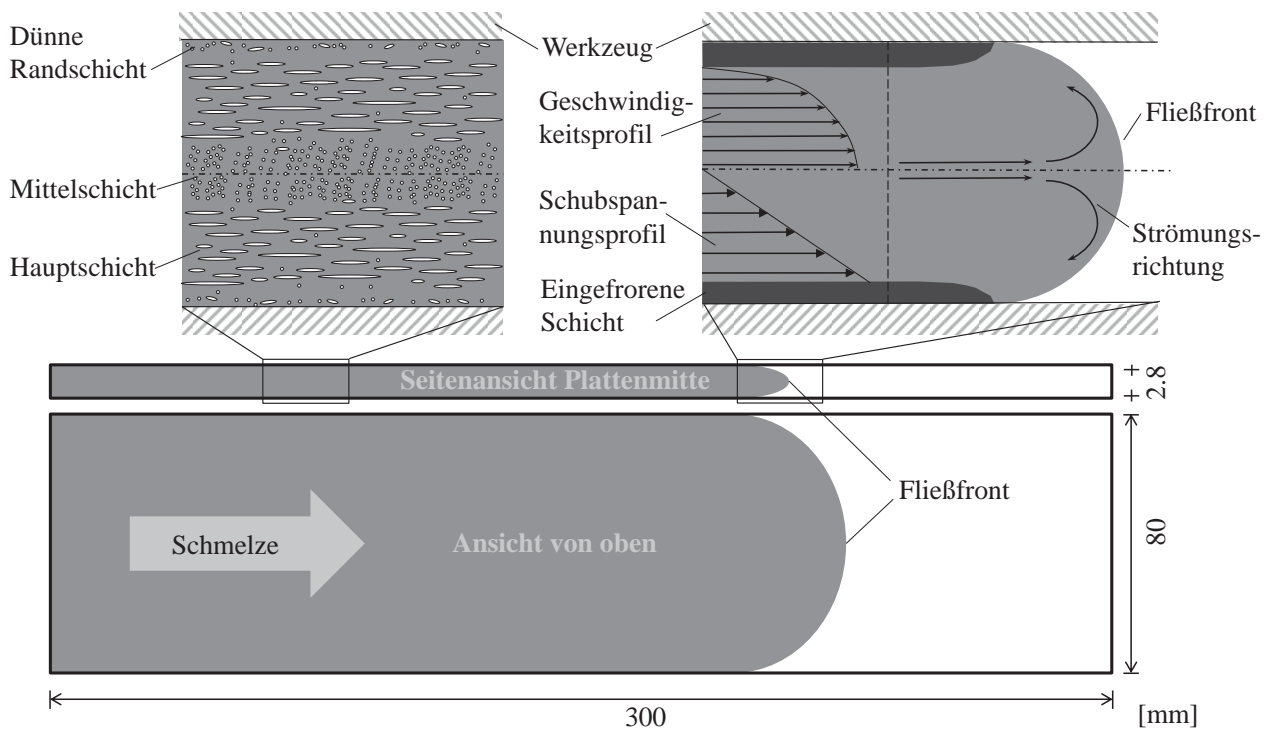 Dünne
Randschicht
Mittelschicht
Hauptschicht
Werkzeug
Geschwindig-
keitsprofil
Schubspan-
nungsprofil
Eingefrorene
Schicht
Fließfront
Strömungs-
richtung
Seitenansicht Plattenmitte
2.8
Fließfront
Schmelze
Ansicht von oben
80
300
[mm]